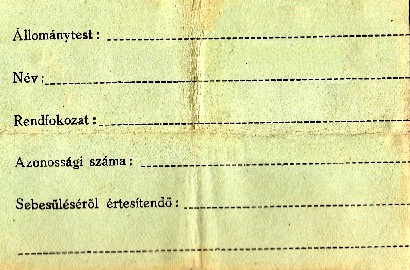 Állománytest:
Név:
Rendfokozat:
Azonossági száma:
Sebesüléséről értesítendő: